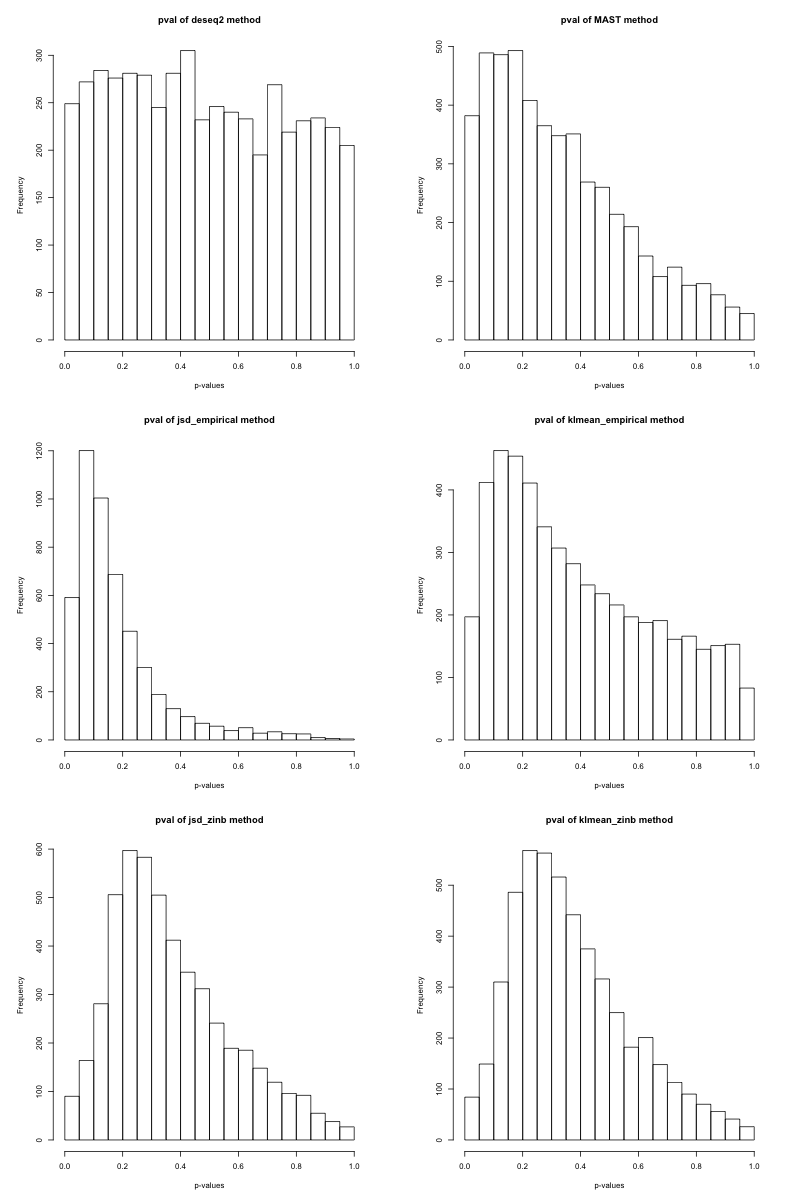 pval of deseq2 method
Frequency
0 50 100 150 200 250 300
0.0 0.2 0.4 0.6 0.8 1.0
p-values
pval of MAST method
Frequency
0 100 200 300 400 500
0.0 0.2 0.4 0.6 0.8 1.0
p-values
pval of jsd_empirical method
Frequency
0 200 400 600 800 1000 1200
0.0 0.2 0.4 0.6 0.8 1.0
p-values
pval of klmean_empirical method
Frequency
0 100 200 300 400
0.0 0.2 0.4 0.6 0.8 1.0
p-values
pval of jsd_zinb method
Frequency
0 100 200 300 400 500 600
0.0 0.2 0.4 0.6 0.8 1.0
p-values
pval of klmean_zinb method
Frequency
0 100 200 300 400 500
0.0 0.2 0.4 0.6 0.8 1.0
p-values